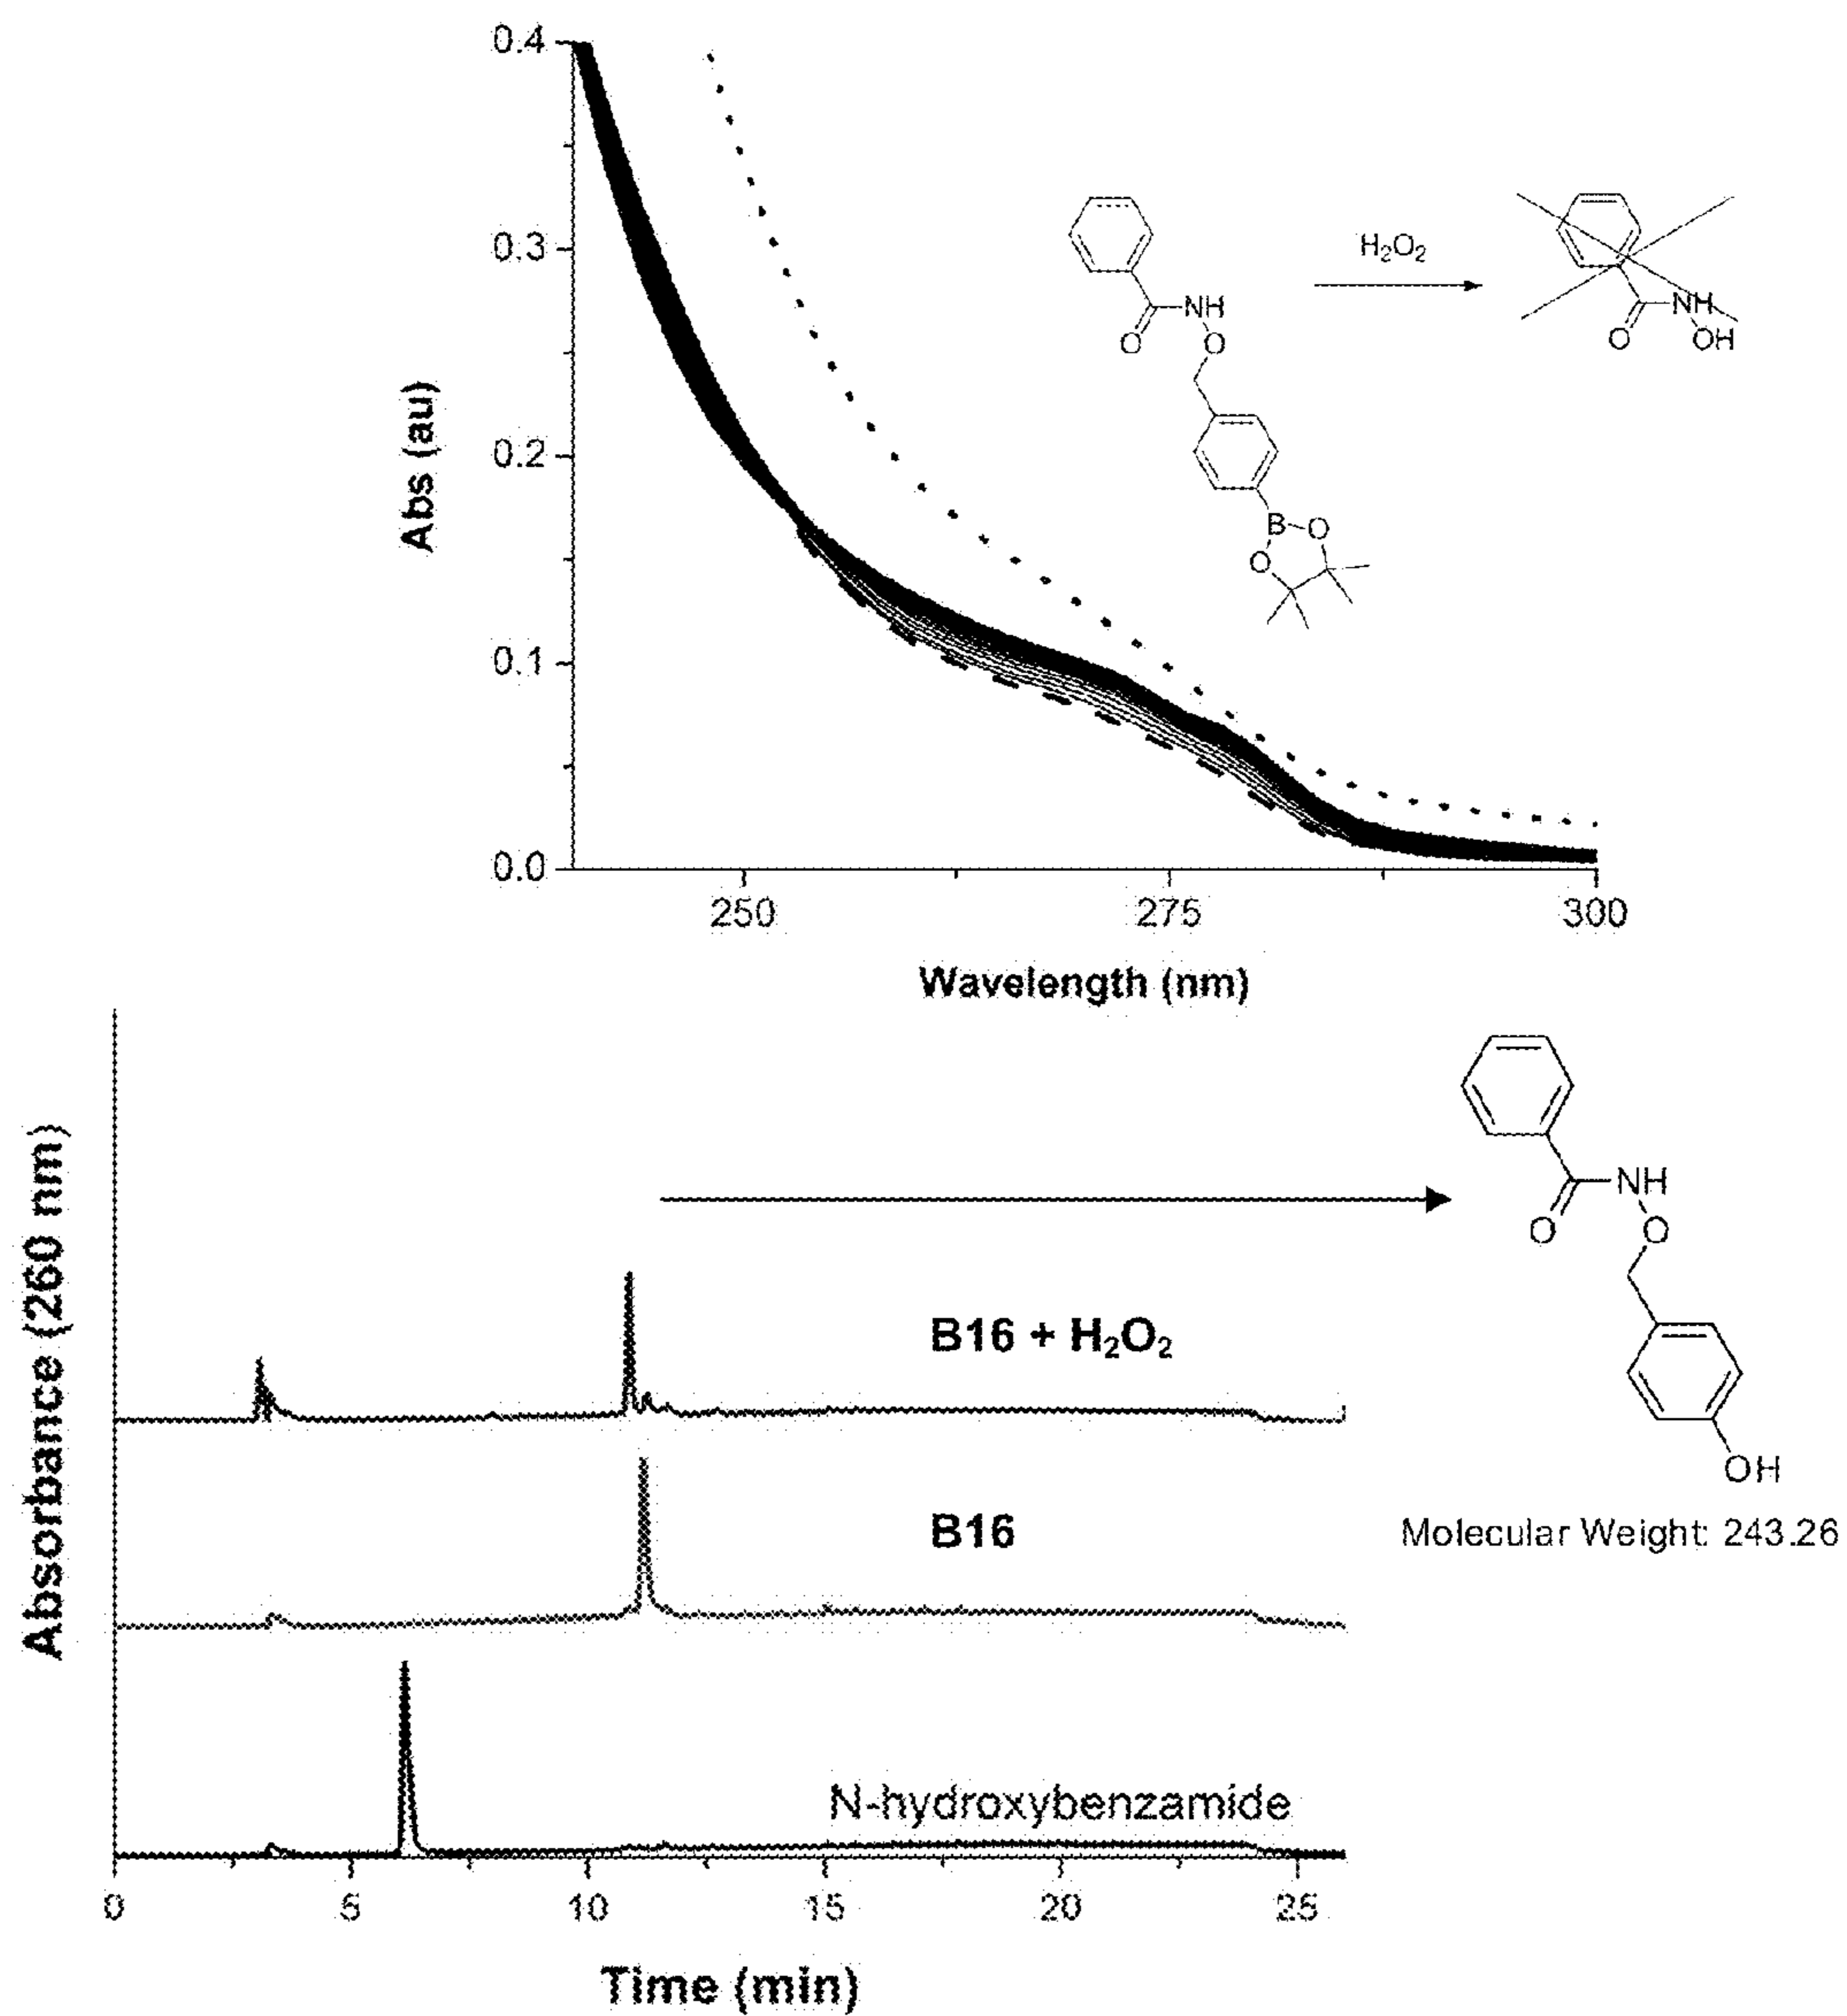 0.4
0.3
0.2
0.1
0.0
Abs (au)
250 275 300
Wavelength (nm)
NH
O
O
B
O
O
H₂O₂
NH
O
OH
Absorbance (260 nm)
B16 + H₂O₂
B16
N-hydroxybenzamide
0 5 10 15 20 25
Time (min)
NH
O
O
OH
Molecular Weight: 243.26